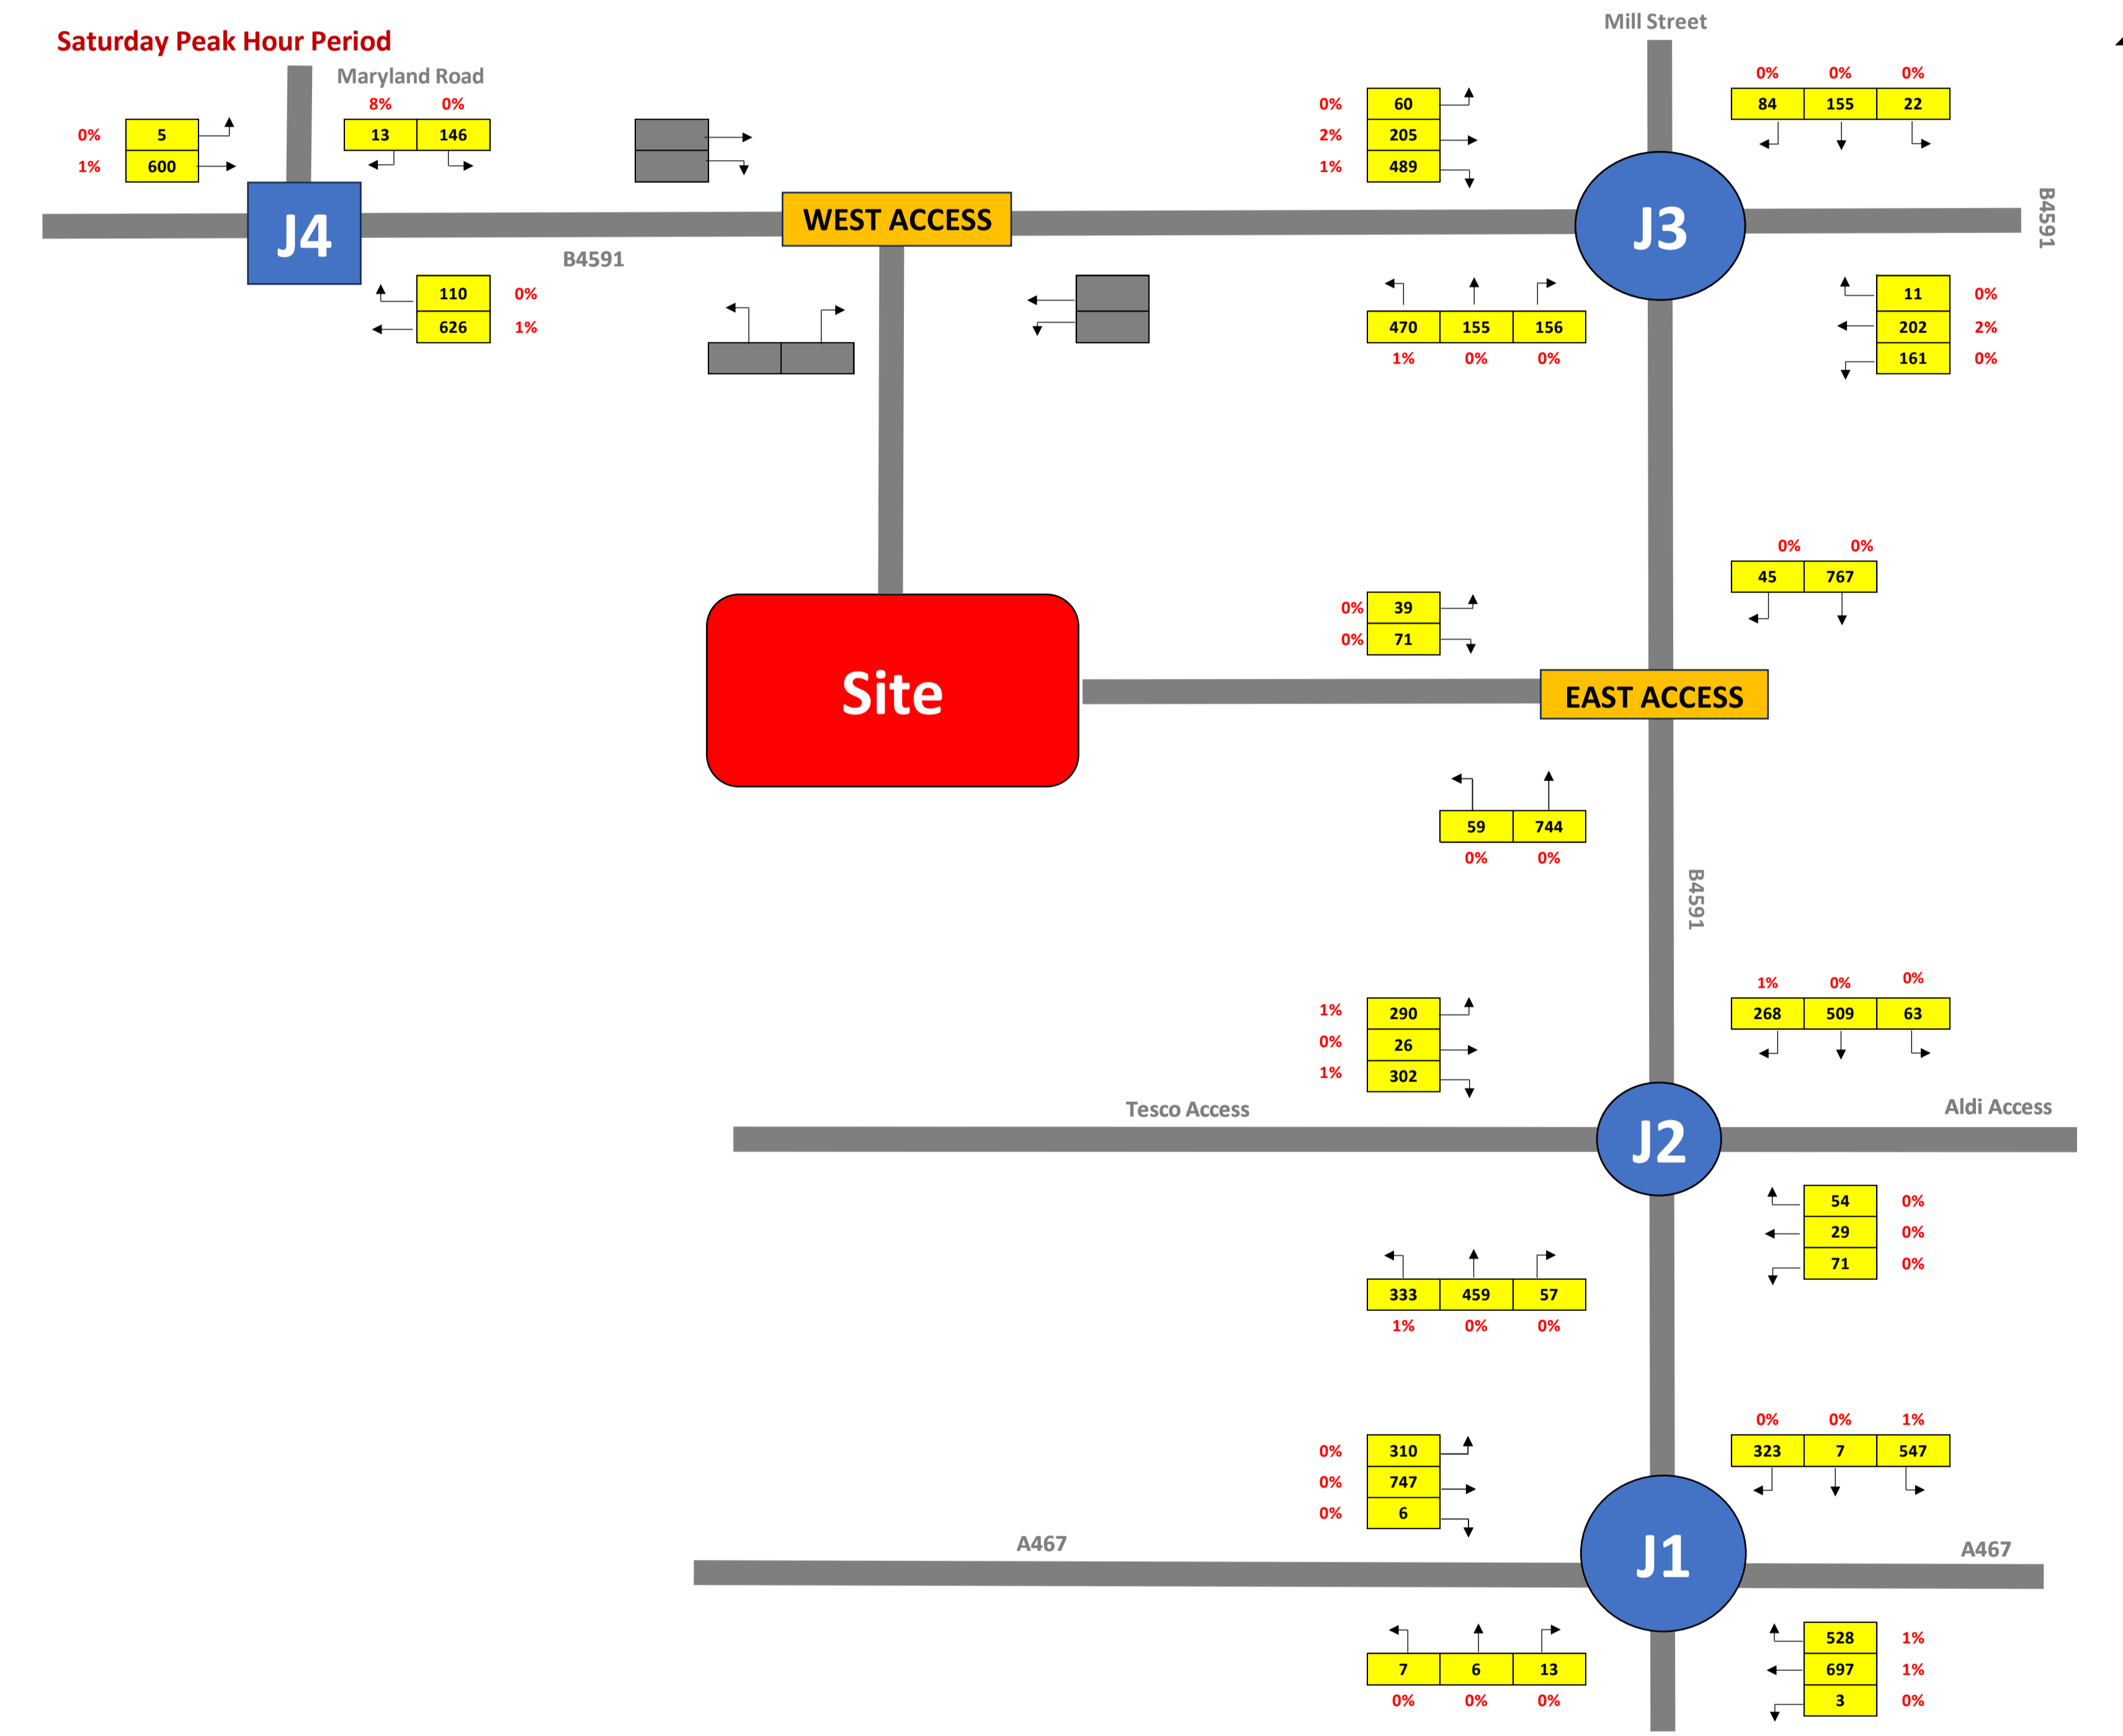 Mill Street
Saturday Peak Hour Period
Maryland Road
8% 0%
13 146
0% 5
1% 600
0% 60
2% 205
1% 489
0% 0% 0%
84 155 22
J4
WEST ACCESS
J3
B4591
B4591
110 0%
626 1%
470 155 156
1% 0% 0%
11 0%
202 2%
161 0%
0% 0%
45 767
0% 39
0% 71
Site
EAST ACCESS
59 744
0% 0%
B4591
1% 0% 0%
268 509 63
1% 290
0% 26
1% 302
Tesco Access
Aldi Access
J2
54 0%
29 0%
71 0%
333 459 57
1% 0% 0%
0% 0% 1%
323 7 547
0% 310
0% 747
0% 6
A467
A467
J1
528 1%
697 1%
3 0%
7 6 13
0% 0% 0%